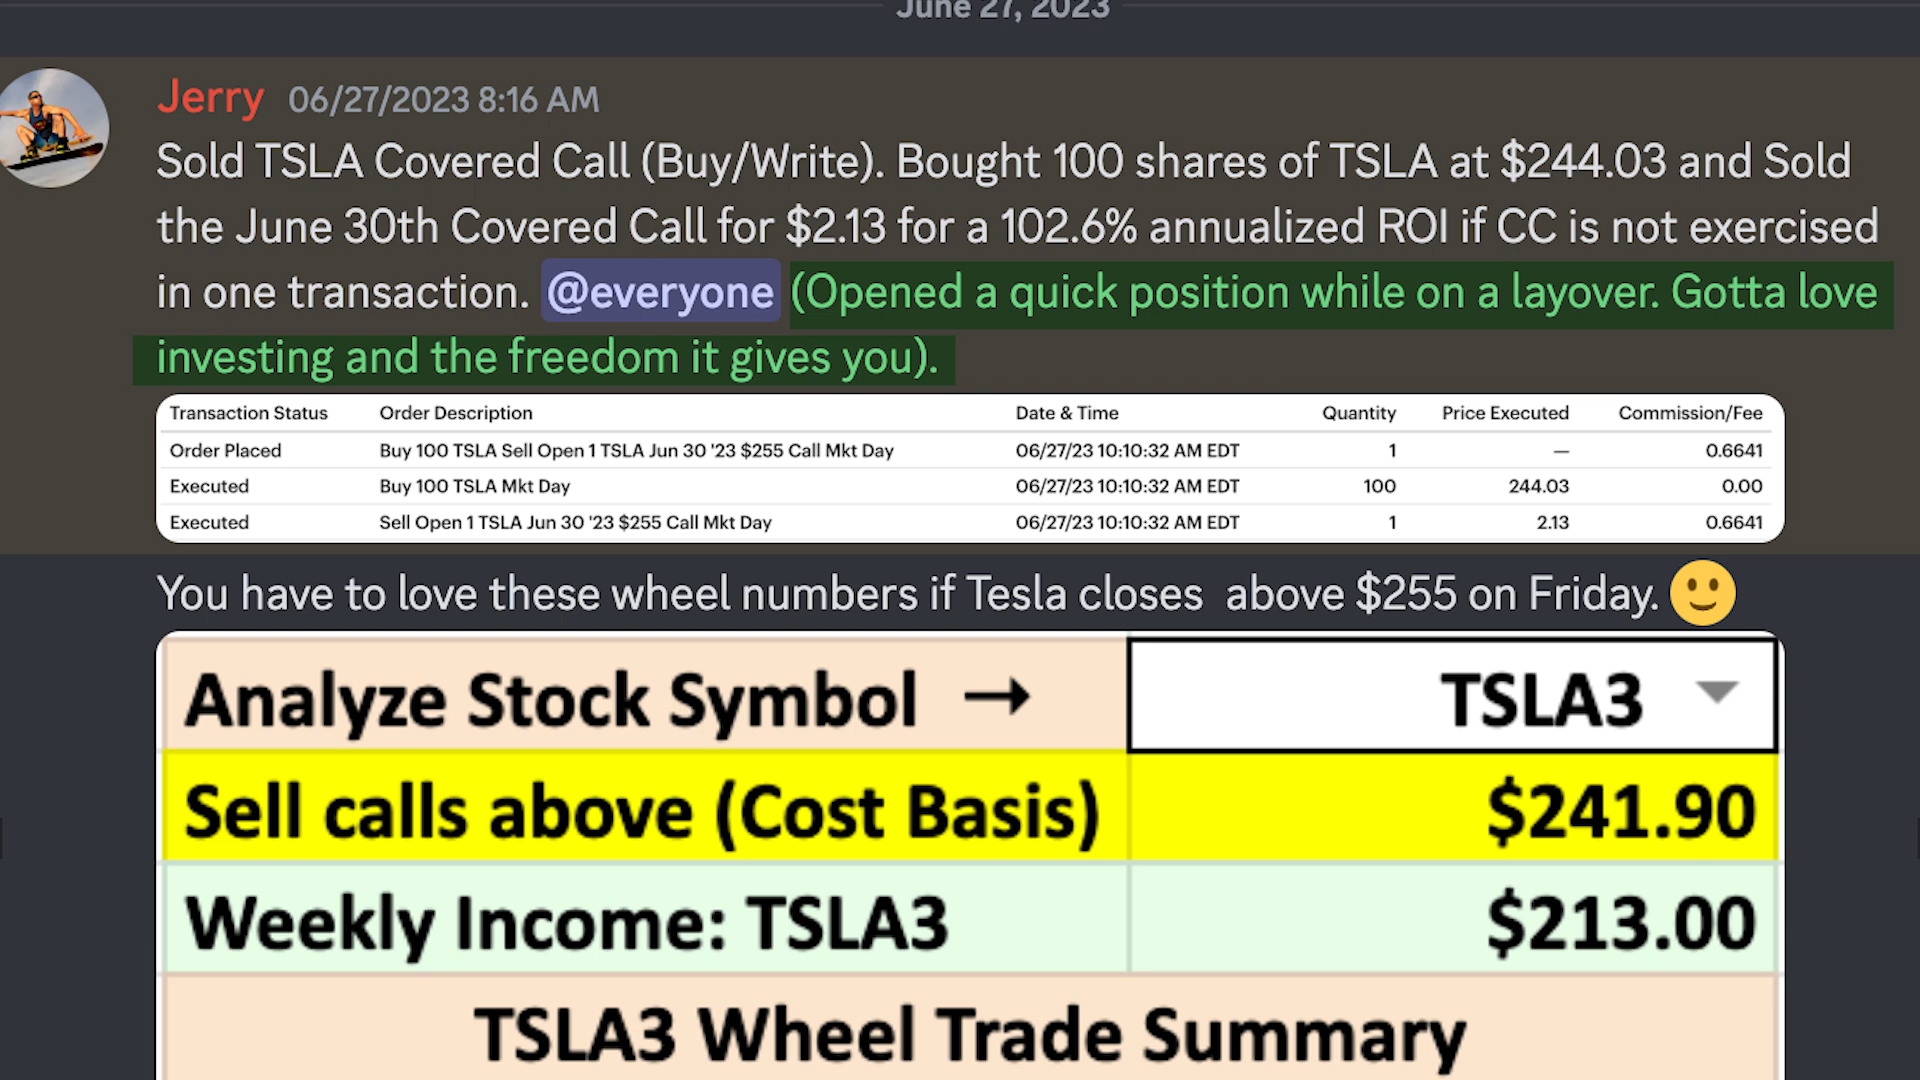 June 27, 2023
Jerry 06/27/2023 8:16 AM
Sold TSLA Covered Call (Buy/Write). Bought 100 shares of TSLA at $244.03 and Sold
the June 30th Covered Call for $2.13 for a 102.6% annualized ROI if CC is not exercised
in one transaction. @everyone (Opened a quick position while on a layover. Gotta love
investing and the freedom it gives you).
Transaction Status Order Description Date & Time Quantity Price Executed Commission/Fee
Order Placed Buy 100 TSLA Sell Open 1 TSLA Jun 30 '23 $255 Call Mkt Day 06/27/23 10:10:32 AM EDT 1 — 0.6641
Executed Buy 100 TSLA Mkt Day 06/27/23 10:10:32 AM EDT 100 244.03 0.00
Executed Sell Open 1 TSLA Jun 30 '23 $255 Call Mkt Day 06/27/23 10:10:32 AM EDT 1 2.13 0.6641
You have to love these wheel numbers if Tesla closes above $255 on Friday. 🙂
Analyze Stock Symbol → TSLA3
Sell calls above (Cost Basis) $241.90
Weekly Income: TSLA3 $213.00
TSLA3 Wheel Trade Summary